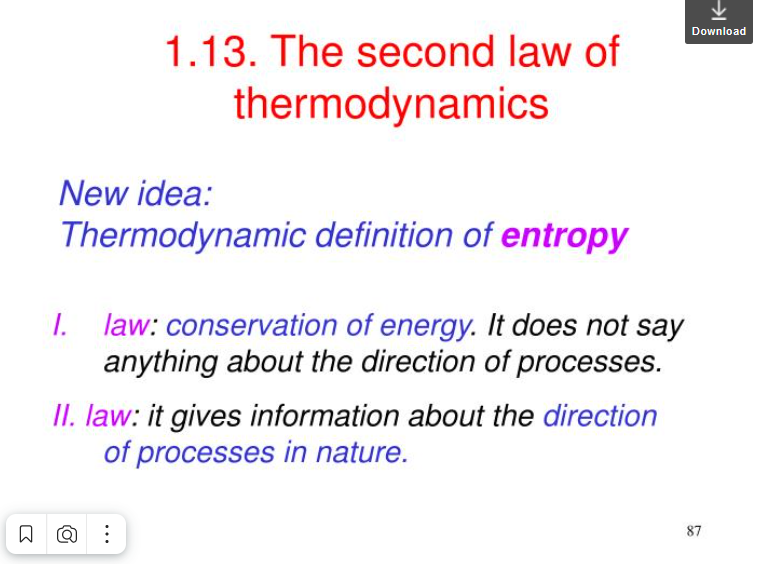 Download
1.13. The second law of
thermodynamics
New idea:
Thermodynamic definition of entropy
I. law: conservation of energy. It does not say
anything about the direction of processes.
II. law: it gives information about the direction
of processes in nature.
87